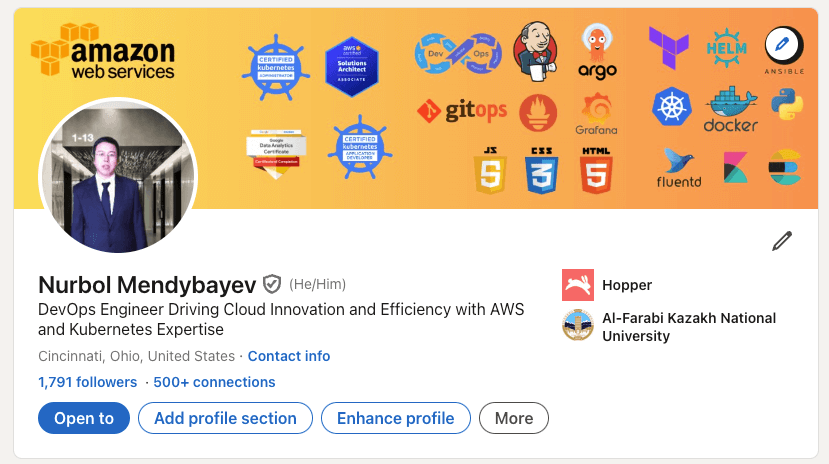 amazon
web services
CERTIFIED
kubernetes
ADMINISTRATOR
aws
certified
Solutions
Architect
ASSOCIATE
Dev Ops
argo
HELM
ANSIBLE
gitops
Grafana
docker
Google
Data Analytics
Certificate
Certificate of Completion
CERTIFIED
kubernetes
APPLICATION
DEVELOPER
JS
5
CSS
3
HTML
5
fluentd
1-13
Nurbol Mendybayev (He/Him)
DevOps Engineer Driving Cloud Innovation and Efficiency with AWS
and Kubernetes Expertise
Cincinnati, Ohio, United States · Contact info
1,791 followers · 500+ connections
Hopper
Al-Farabi Kazakh National
University
Open to
Add profile section
Enhance profile
More